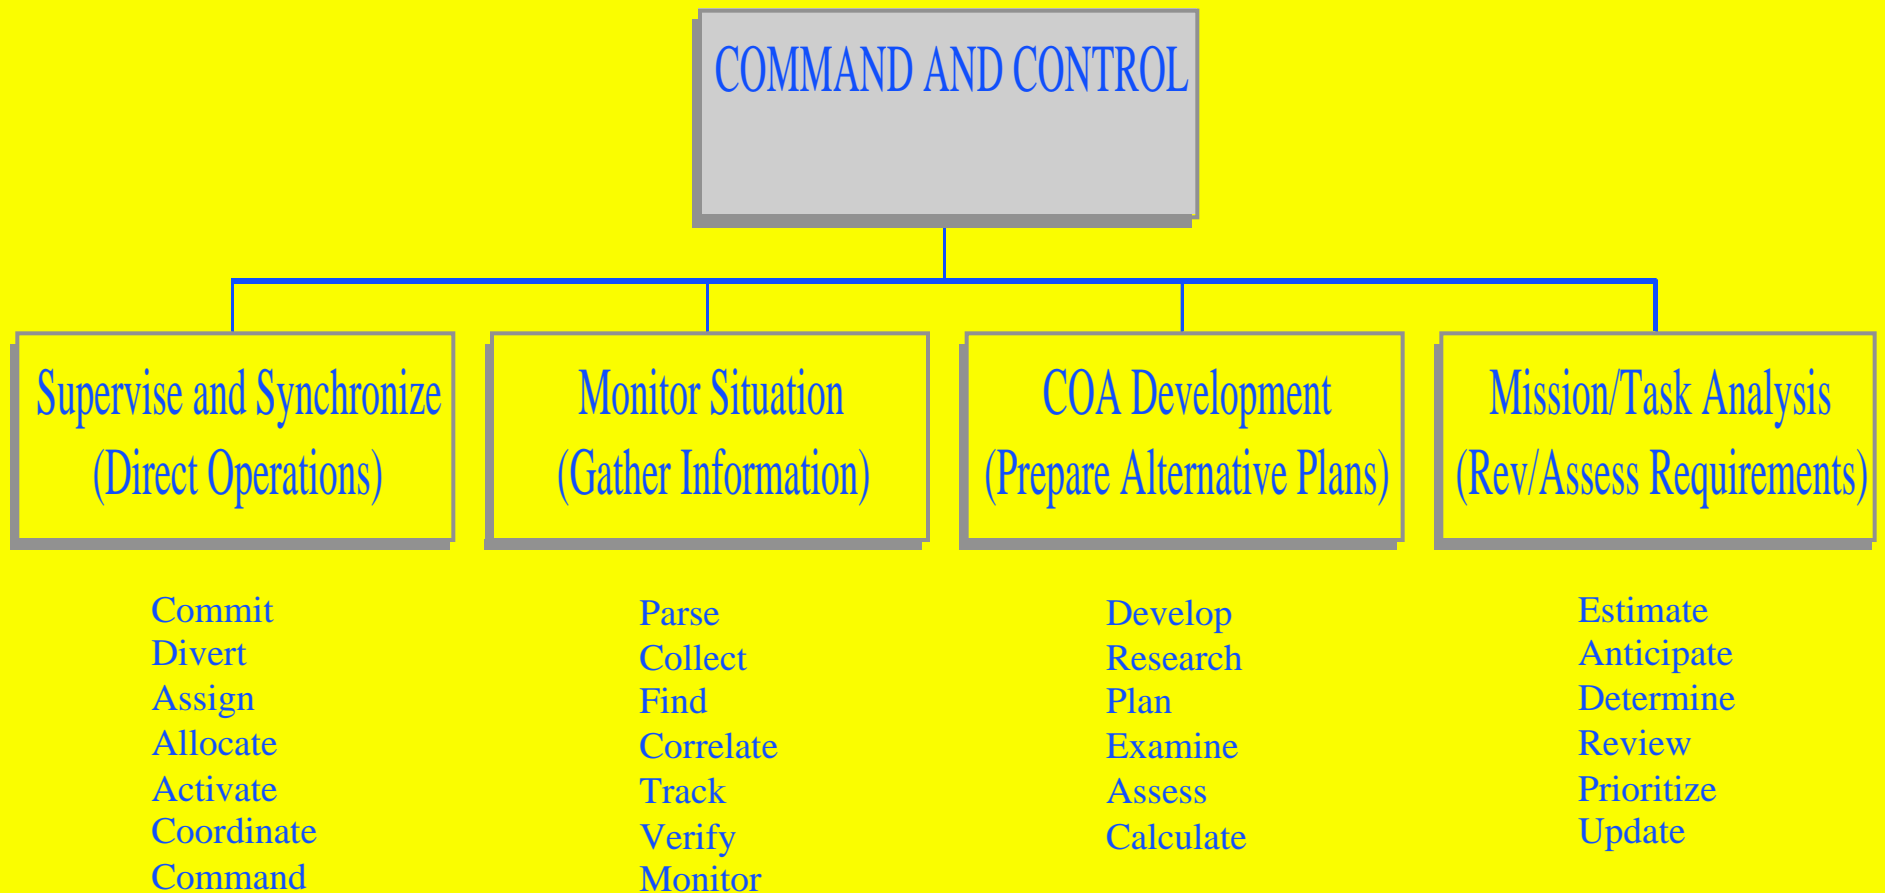 COMMAND AND CONTROL
Supervise and Synchronize
(Direct Operations)
Monitor Situation
(Gather Information)
COA Development
(Prepare Alternative Plans)
Mission/Task Analysis
(Rev/Assess Requirements)
Commit
Divert
Assign
Allocate
Activate
Coordinate
Command
Parse
Collect
Find
Correlate
Track
Verify
Monitor
Develop
Research
Plan
Examine
Assess
Calculate
Estimate
Anticipate
Determine
Review
Prioritize
Update